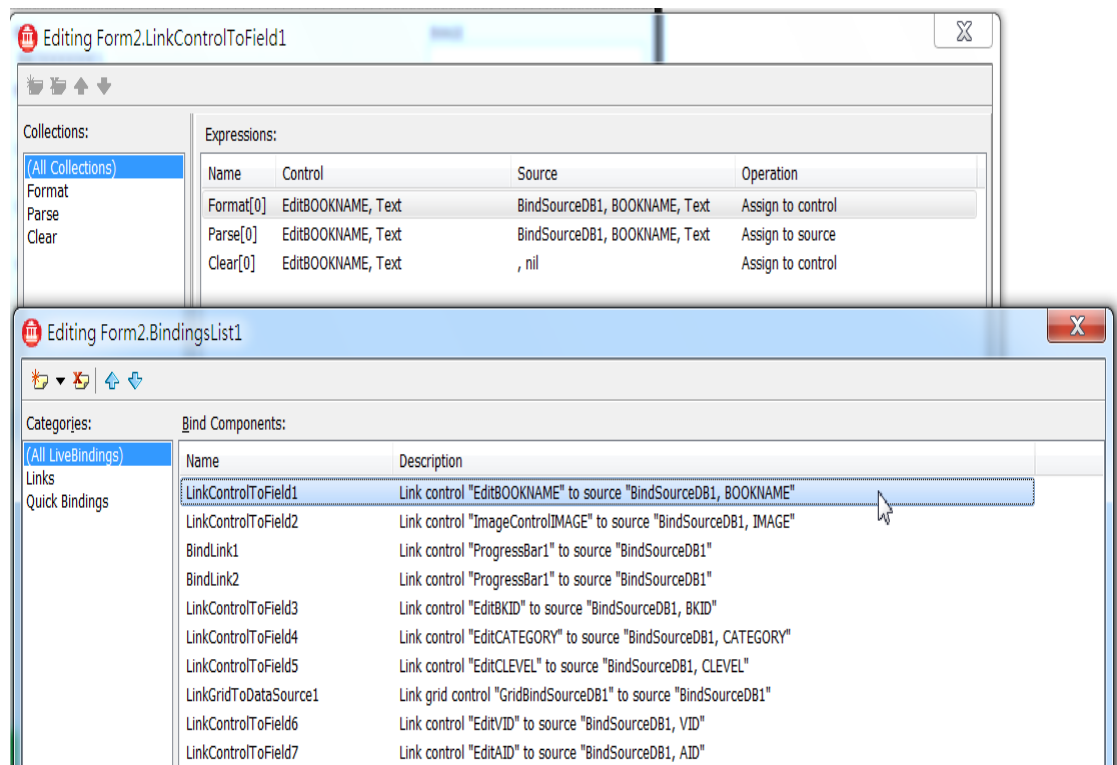 Editing Form2.LinkControlToField1
Collections:
Expressions:
(All Collections)
Format
Parse
Clear
Name Control Source Operation
Format[0] EditBOOKNAME, Text BindSourceDB1, BOOKNAME, Text Assign to control
Parse[0] EditBOOKNAME, Text BindSourceDB1, BOOKNAME, Text Assign to source
Clear[0] EditBOOKNAME, Text , nil Assign to control
Editing Form2.BindingsList1
Categories:
Bind Components:
(All LiveBindings)
Links
Quick Bindings
Name Description
LinkControlToField1 Link control "EditBOOKNAME" to source "BindSourceDB1, BOOKNAME"
LinkControlToField2 Link control "ImageControlIMAGE" to source "BindSourceDB1, IMAGE"
BindLink1 Link control "ProgressBar1" to source "BindSourceDB1"
BindLink2 Link control "ProgressBar1" to source "BindSourceDB1"
LinkControlToField3 Link control "EditBKID" to source "BindSourceDB1, BKID"
LinkControlToField4 Link control "EditCATEGORY" to source "BindSourceDB1, CATEGORY"
LinkControlToField5 Link control "EditCLEVEL" to source "BindSourceDB1, CLEVEL"
LinkGridToDataSource1 Link grid control "GridBindSourceDB1" to source "BindSourceDB1"
LinkControlToField6 Link control "EditVID" to source "BindSourceDB1, VID"
LinkControlToField7 Link control "EditAID" to source "BindSourceDB1, AID"